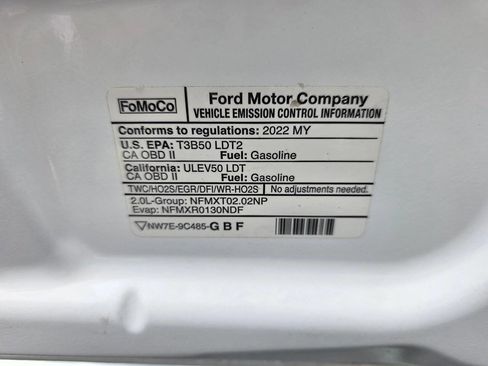 FoMoCo
Ford Motor Company
VEHICLE EMISSION CONTROL INFORMATION
Conforms to regulations: 2022 MY
U.S. EPA: T3B50 LDT2
CA OBD II Fuel: Gasoline
California: ULEV50 LDT
CA OBD II Fuel: Gasoline
TWC/HO2S/EGR/DFI/WR-HO2S No adjustments needed.
2.0L-Group: NFMXT02.02NP
Evap: NFMXR0130NDF
NW7E-9C485-GBF